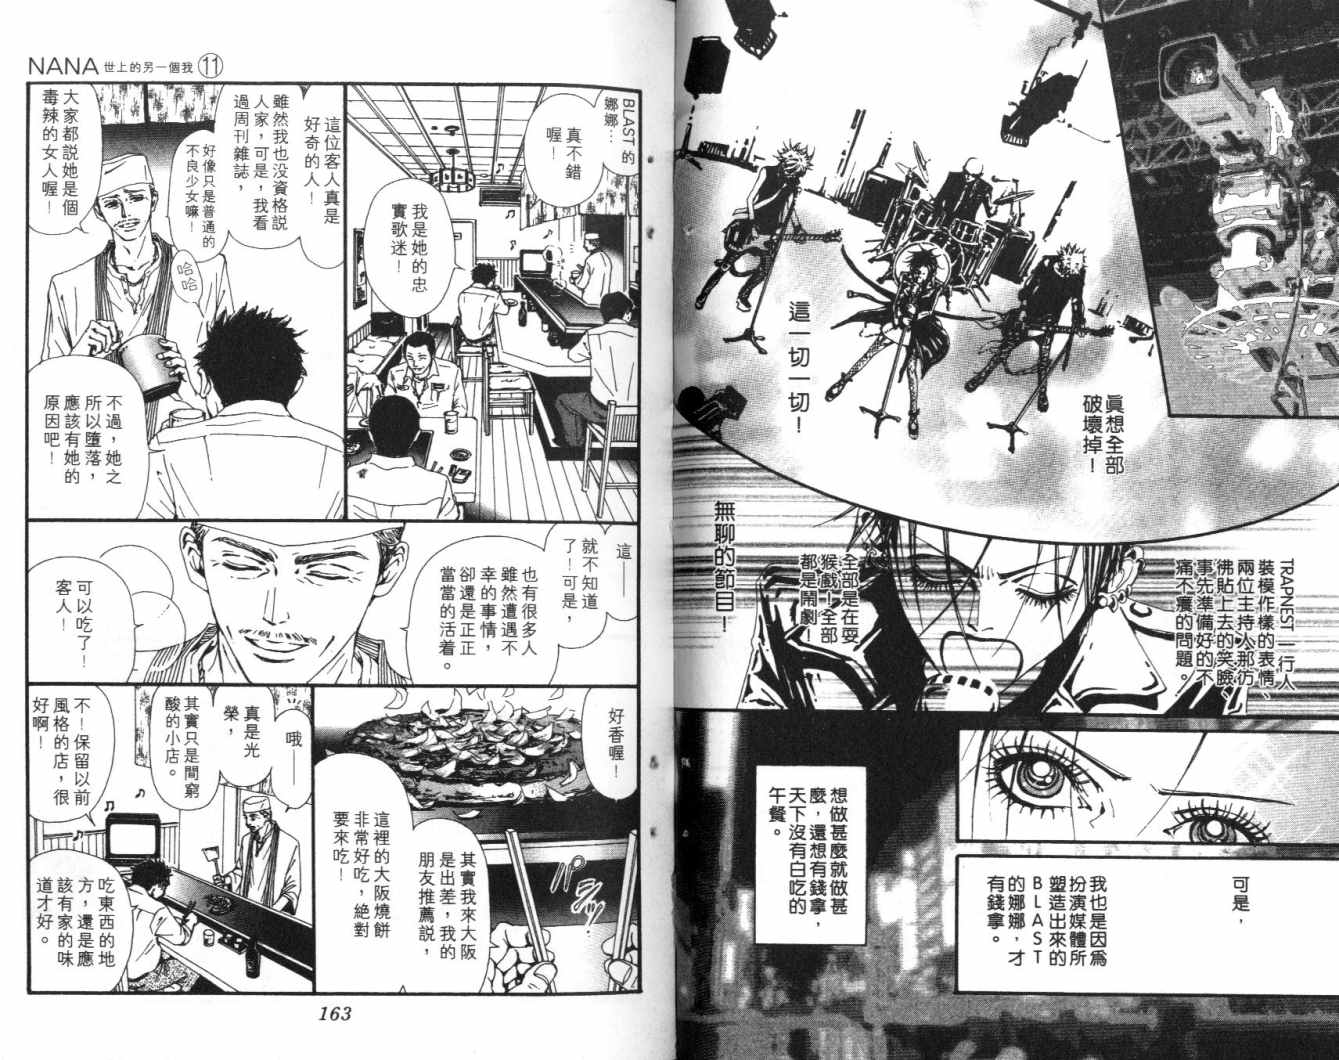 這一切一切！
真想全部
破壞掉！
TRAPNEST一行人
裝模作樣的表情、
兩位主持人那彷
彿貼上去的笑臉、
事先準備好的不
痛不癢的問題。
全部是在耍
猴戲！全部
都是鬧劇！
無聊的節目！
可是，
我也是因為
扮演媒體所
塑造出來的
BLAST
的娜娜，才
有錢拿。
想做甚麼就做甚
麼，還想有錢拿，
天下沒有白吃的
午餐。
NANA 世上的另一個我 ⑪
BLAST的
娜娜…
真不錯
喔！
我是她的忠
實歌迷！
這位客人真是
好奇的人！
雖然我也沒資格說
人家，可是，我看
過周刊雜誌，
好像只是普通的
不良少女嘛！
哈
哈
大家都說她是個
毒辣的女人喔！
不過，她之
所以墮落，
應該有她的
原因吧！
這——
就不知道
了！可是，
也有很多人
雖然遭遇不
幸的事情，
卻還是正正
當當的活着。
可以吃了！
客人！
好香喔！
其實我來大阪
是出差，我的
朋友推薦說，
這裡的大阪燒餅
非常好吃，絕對
要來吃！
哦——
真是光
榮，
其實只是間窮
酸的小店。
不！保留以前
風格的店，很
好啊！
吃東西的地
方，還是應
該有家的味
道才好。
163